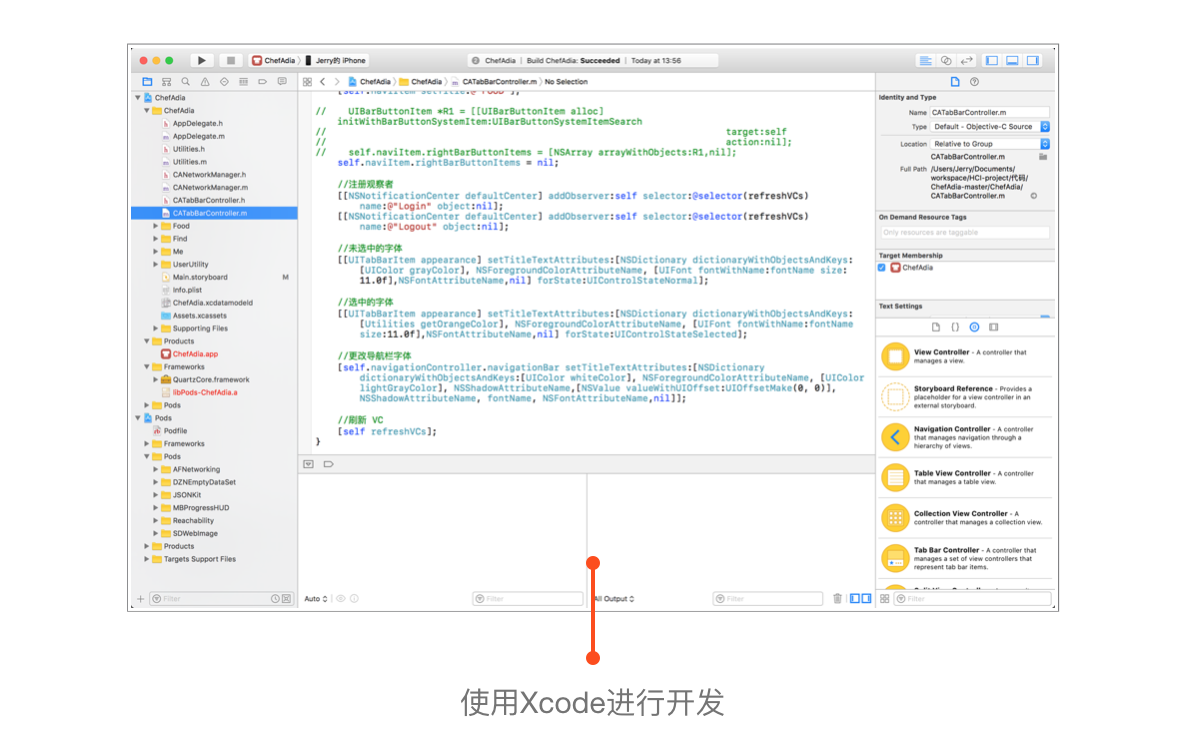 ChefAdia 〉 Jerry的 iPhone
ChefAdia | Build ChefAdia: Succeeded | Today at 13:56
ChefAdia 〉 ChefAdia 〉 CATabBarController.m 〉 No Selection
ChefAdia
ChefAdia
h AppDelegate.h
m AppDelegate.m
h Utilities.h
m Utilities.m
h CANetworkManager.h
m CANetworkManager.m
h CATabBarController.h
m CATabBarController.m
Food
Find
Me
UserUtility
Main.storyboard M
Info.plist
ChefAdia.xcdatamodeld
Assets.xcassets
Supporting Files
Products
ChefAdia.app
Frameworks
QuartzCore.framework
libPods-ChefAdia.a
Pods
Pods
Podfile
Frameworks
Pods
AFNetworking
DZNEmptyDataSet
JSONKit
MBProgressHUD
Reachability
SDWebImage
Products
Targets Support Files
Filter
[self.naviItem setTitle:@"FOOD"];
// UIBarButtonItem *R1 = [[UIBarButtonItem alloc]
initWithBarButtonSystemItem:UIBarButtonSystemItemSearch
// target:self
// action:nil];
// self.naviItem.rightBarButtonItems = [NSArray arrayWithObjects:R1,nil];
self.naviItem.rightBarButtonItems = nil;
//注册观察者
[[NSNotificationCenter defaultCenter] addObserver:self selector:@selector(refreshVCs)
name:@"Login" object:nil];
[[NSNotificationCenter defaultCenter] addObserver:self selector:@selector(refreshVCs)
name:@"Logout" object:nil];
//未选中的字体
[[UITabBarItem appearance] setTitleTextAttributes:[NSDictionary dictionaryWithObjectsAndKeys:
[UIColor grayColor], NSForegroundColorAttributeName, [UIFont fontWithName:fontName size:
11.0f],NSFontAttributeName,nil] forState:UIControlStateNormal];
//选中的字体
[[UITabBarItem appearance] setTitleTextAttributes:[NSDictionary dictionaryWithObjectsAndKeys:
[Utilities getOrangeColor], NSForegroundColorAttributeName, [UIFont fontWithName:fontName
size:11.0f],NSFontAttributeName,nil] forState:UIControlStateSelected];
//更改导航栏字体
[self.navigationController.navigationBar setTitleTextAttributes:[NSDictionary
dictionaryWithObjectsAndKeys:[UIColor whiteColor], NSForegroundColorAttributeName, [UIColor
lightGrayColor], NSShadowAttributeName,[NSValue valueWithUIOffset:UIOffsetMake(0, 0)],
NSShadowAttributeName, fontName, NSFontAttributeName,nil]];
//刷新 VC
[self refreshVCs];
}
Auto
Filter
All Output
Filter
Identity and Type
Name CATabBarController.m
Type Default - Objective-C Source
Location Relative to Group
CATabBarController.m
Full Path /Users/Jerry/Documents/
workspace/HCI-project/代码/
ChefAdia-master/ChefAdia/
CATabBarController.m
On Demand Resource Tags
Only resources are taggable
Target Membership
ChefAdia
Text Settings
View Controller - A controller that
manages a view.
Storyboard Reference - Provides a
placeholder for a view controller in an
external storyboard.
Navigation Controller - A controller
that manages navigation through a
hierarchy of views.
Table View Controller - A controller
that manages a table view.
Collection View Controller - A
controller that manages a collection view.
Tab Bar Controller - A controller that
manages a set of view controllers that
represent tab bar items.
Filter
使用Xcode进行开发